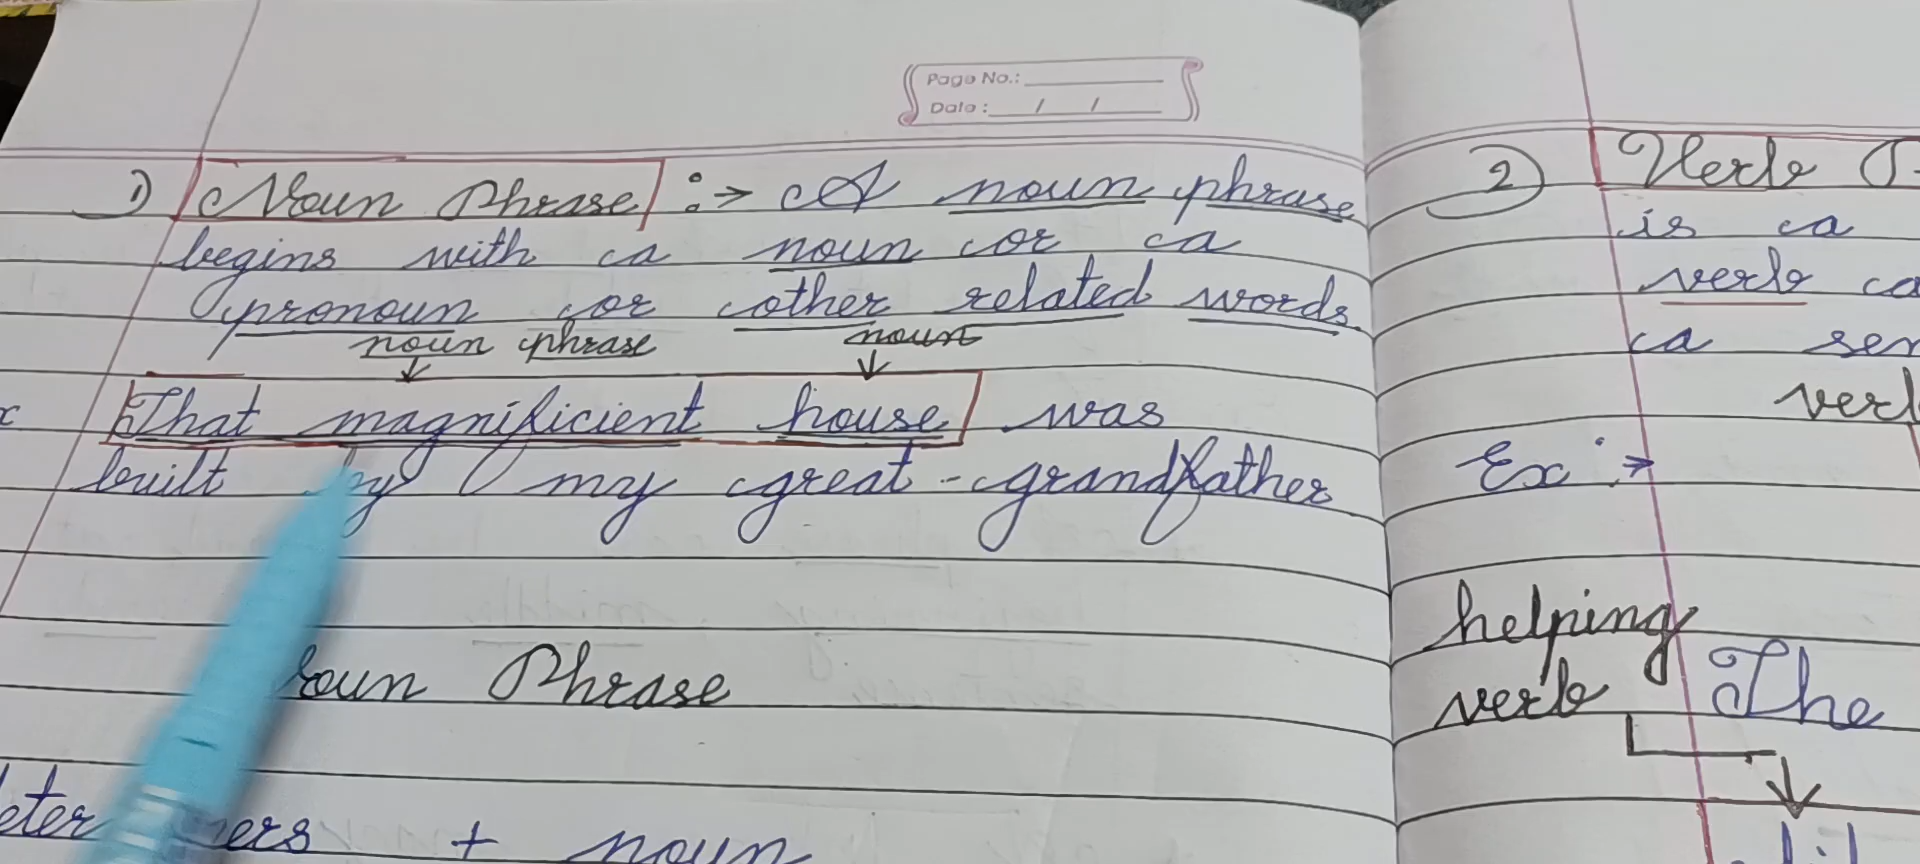 Page No.:
Date : / /
1) Noun Phrase :→ A noun phrase
begins with a noun or a
pronoun or other related words.
noun phrase noun
That magnificient house was
built by my great-grandfather
Noun Phrase
+ noun
2) Verb
is a
verb
a
Ex :→
helping
verb The